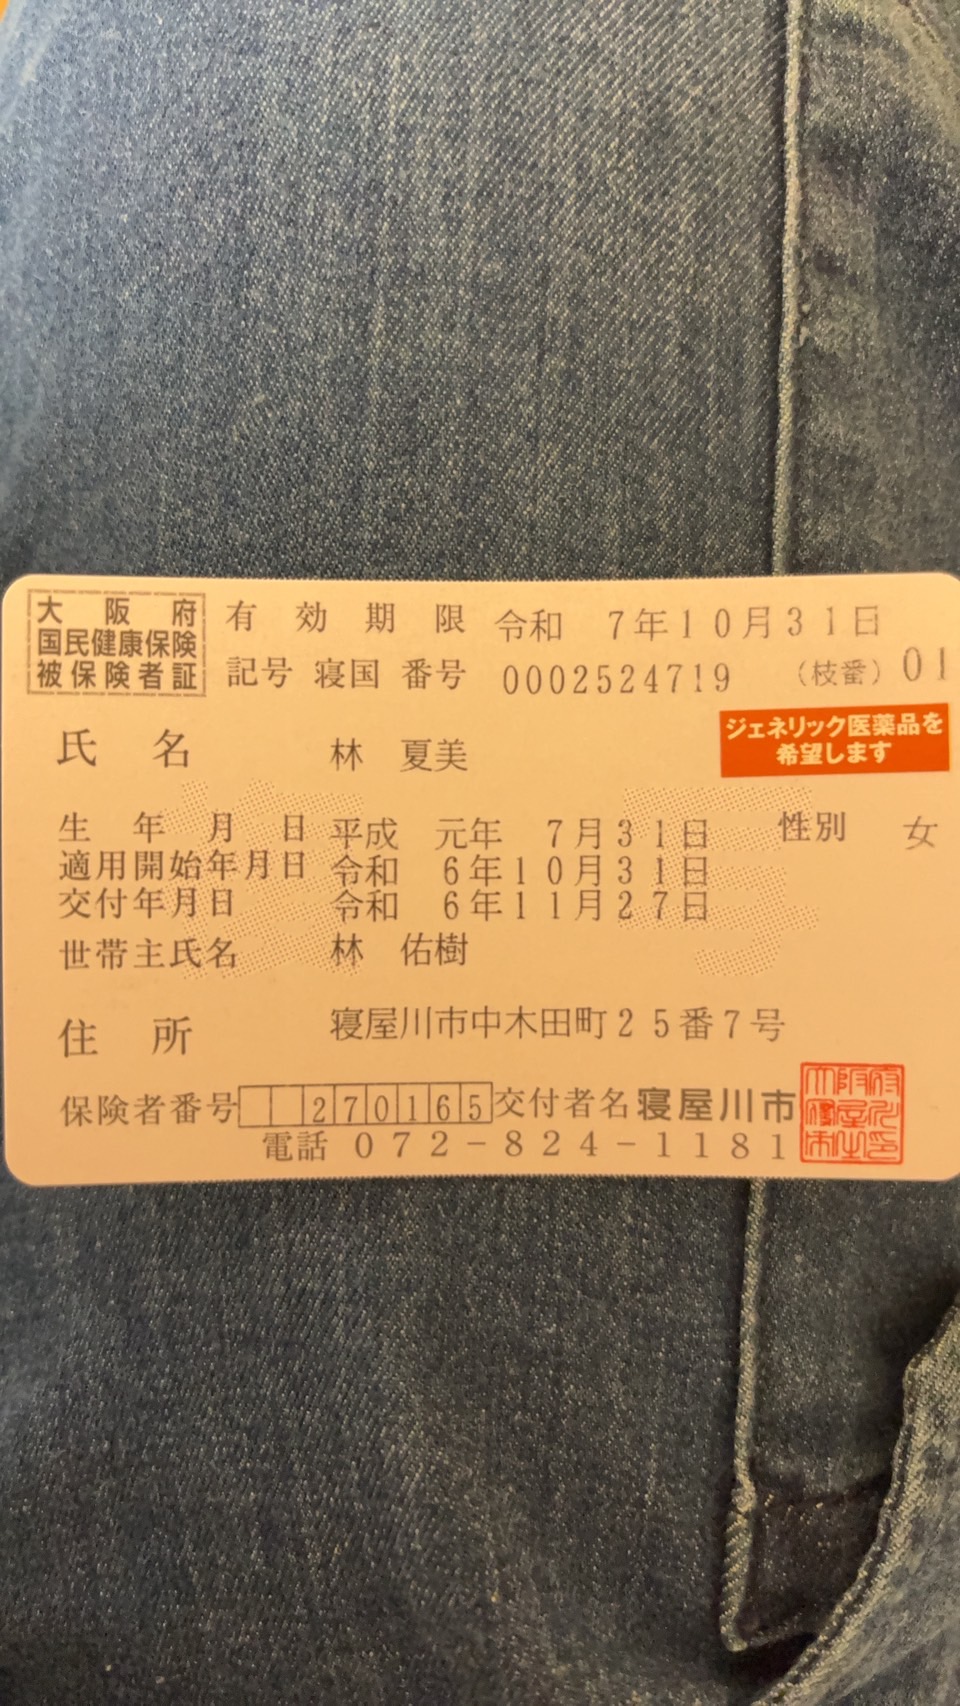 大阪府
国民健康保険
被保険者証
有効期限 令和 7年10月31日
記号 寝国 番号 0002524719 (枝番) 01
氏名 林 夏美
ジェネリック医薬品を
希望します
生年月日 平成 元年 7月31日 性別 女
適用開始年月日 令和 6年10月31日
交付年月日 令和 6年11月27日
世帯主氏名 林 佑樹
住所 寝屋川市中木田町25番7号
保険者番号 270165 交付者名 寝屋川市
電話 072-824-1181